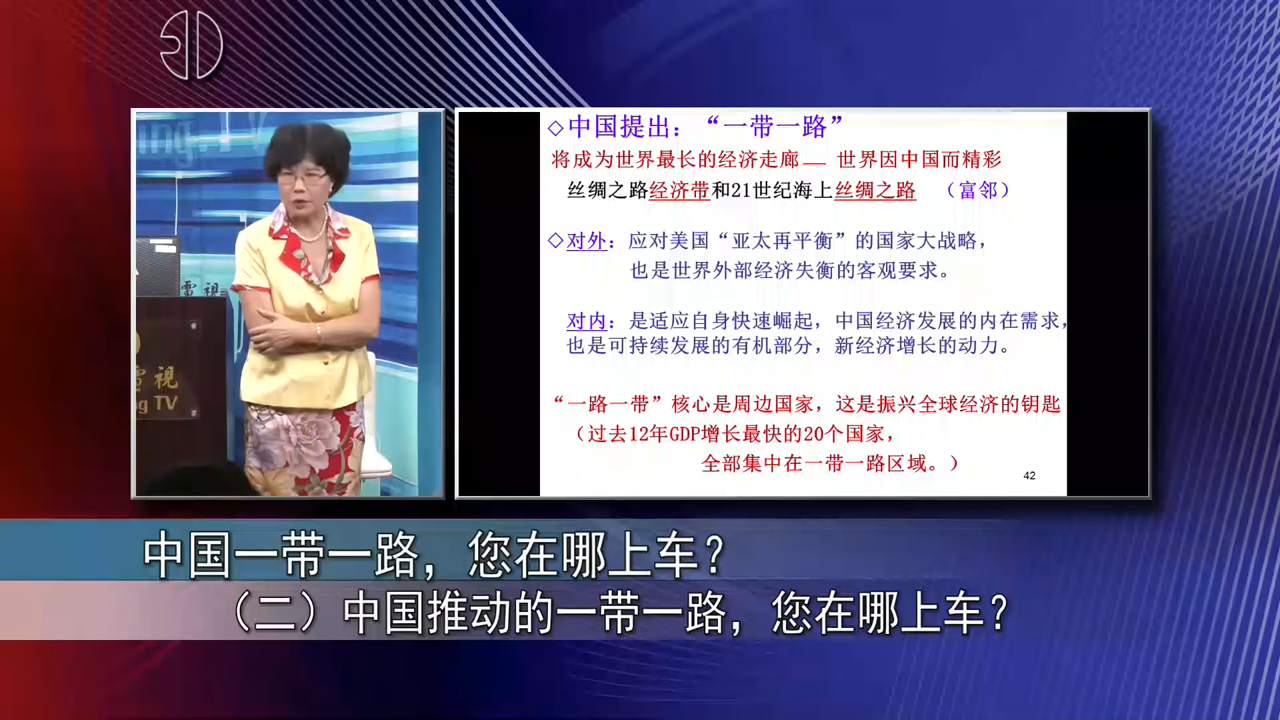 ing.TV
電視
電視
ng TV
◇中国提出：“一带一路”
将成为世界最长的经济走廊— 世界因中国而精彩
丝绸之路经济带和21世纪海上丝绸之路 （富邻）
◇对外：应对美国“亚太再平衡”的国家大战略，
也是世界外部经济失衡的客观要求。
对内：是适应自身快速崛起，中国经济发展的内在需求，
也是可持续发展的有机部分，新经济增长的动力。
“一路一带”核心是周边国家，这是振兴全球经济的钥匙
（过去12年GDP增长最快的20个国家，
全部集中在一带一路区域。）
42
中国一带一路，您在哪上车？
（二）中国推动的一带一路，您在哪上车？